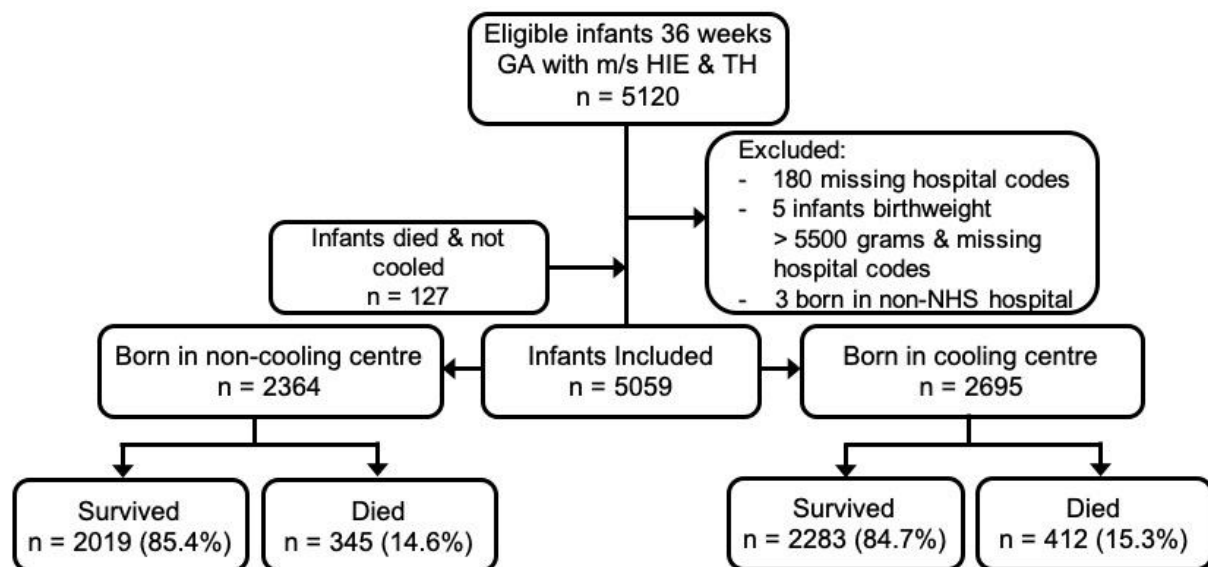 Eligible infants 36 weeks
GA with m/s HIE & TH
n = 5120
Excluded:
- 180 missing hospital codes
- 5 infants birthweight
> 5500 grams & missing
hospital codes
- 3 born in non-NHS hospital
Infants died & not
cooled
n = 127
Born in non-cooling centre
n = 2364
Infants Included
n = 5059
Born in cooling centre
n = 2695
Survived
n = 2019 (85.4%)
Died
n = 345 (14.6%)
Survived
n = 2283 (84.7%)
Died
n = 412 (15.3%)